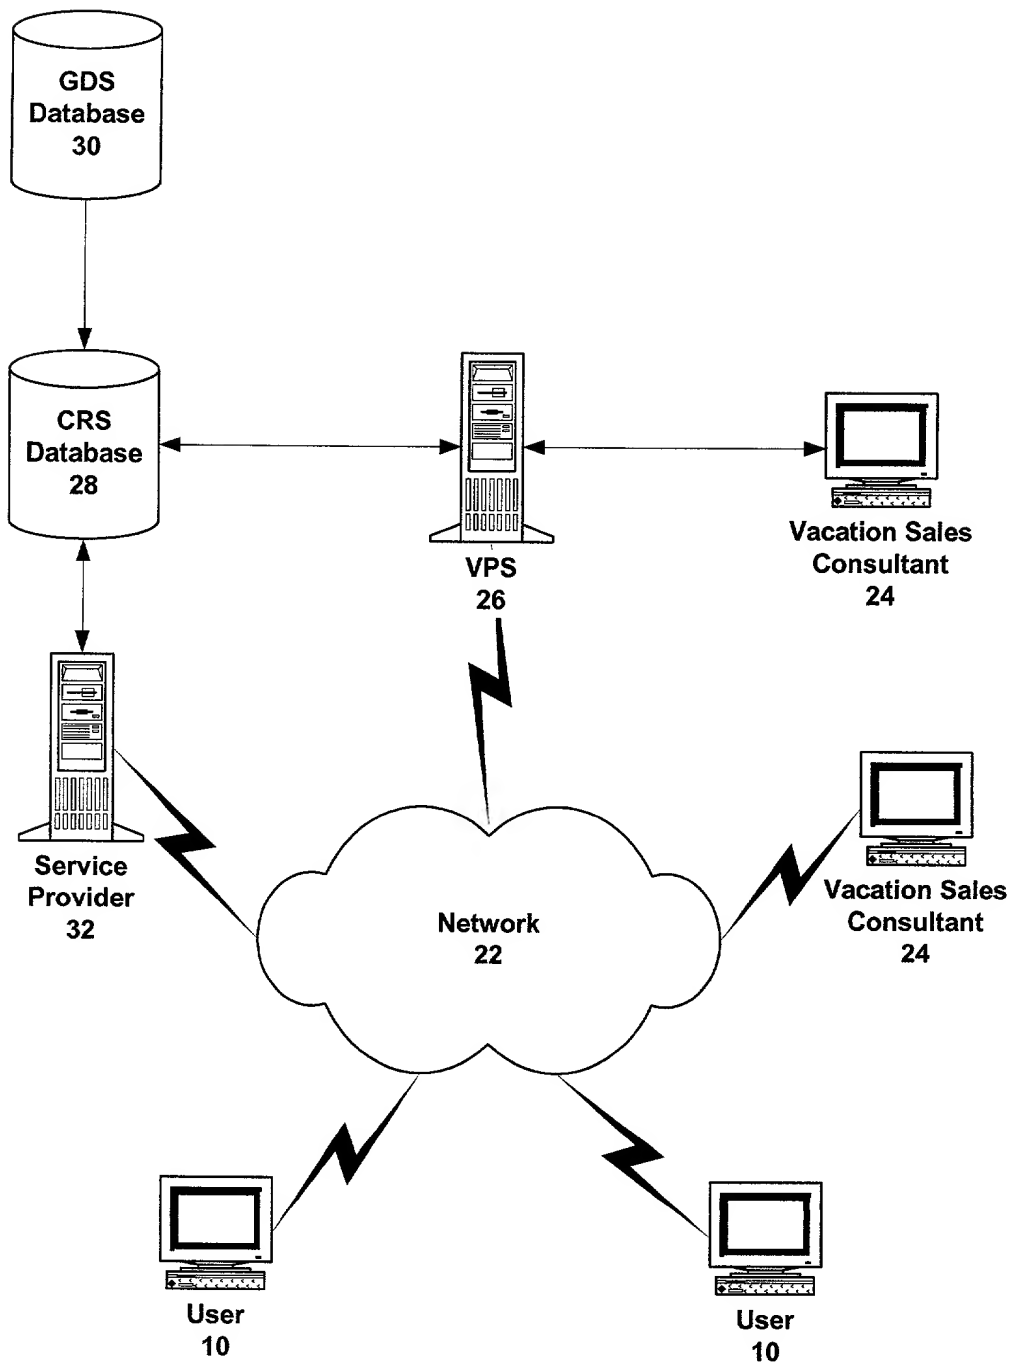 GDS
Database
30
CRS
Database
28
VPS
26
Vacation Sales
Consultant
24
Service
Provider
32
Network
22
Vacation Sales
Consultant
24
User
10
User
10